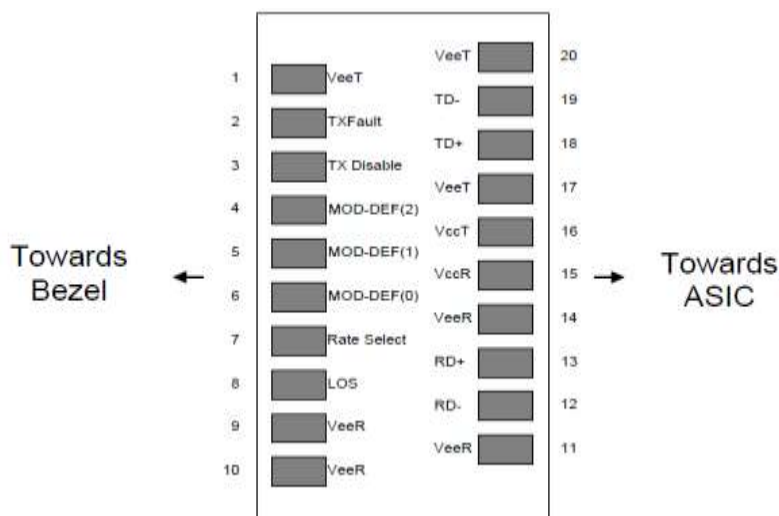 VeeT 20
1 VeeT
TD- 19
2 TXFault
TD+ 18
3 TX Disable
VeeT 17
4 MOD-DEF(2)
VccT 16
5 MOD-DEF(1)
Towards
Bezel
VccR 15
Towards
ASIC
6 MOD-DEF(0)
VeeR 14
7 Rate Select
RD+ 13
8 LOS
RD- 12
9 VeeR
VeeR 11
10 VeeR